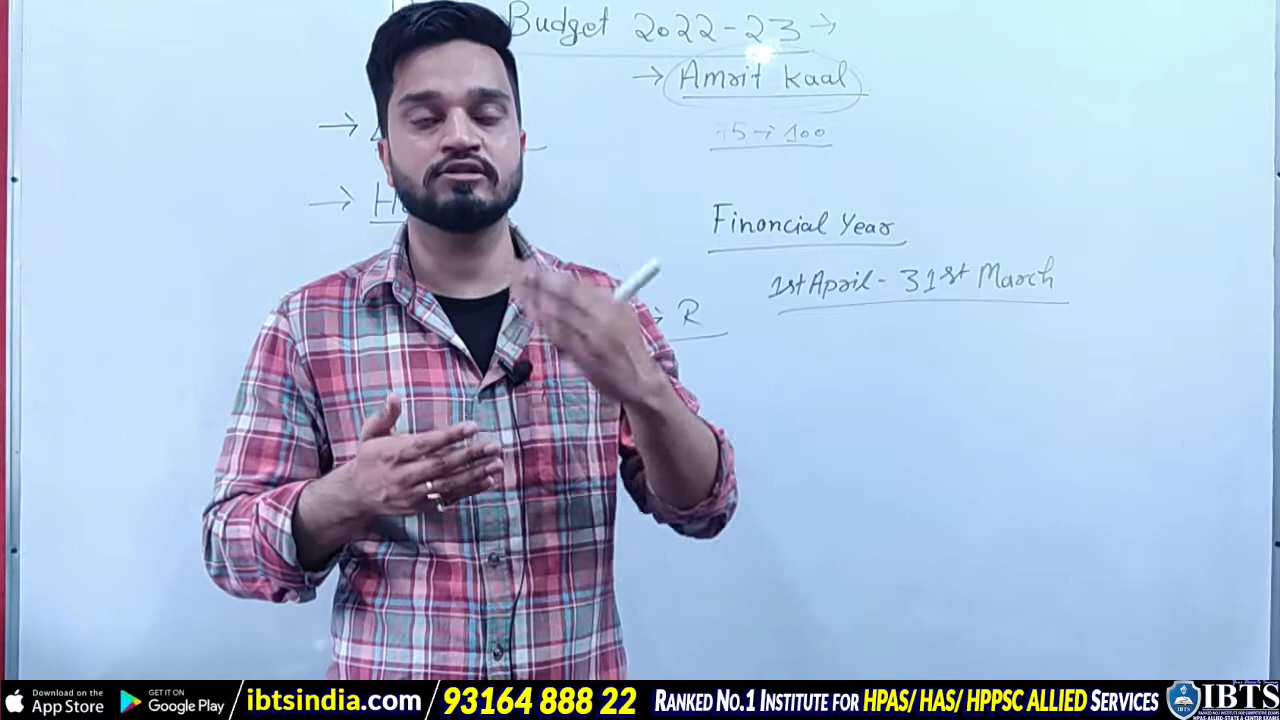 Budget 2022-23 →
→ Amrit Kaal
75 → 100
→
→ H
Financial Year
1st April - 31st March
→ R
Download on the
App Store
GET IT ON
Google Play
ibtsindia.com
93164 888 22
RANKED NO.1 INSTITUTE FOR HPAS/ HAS/ HPPSC ALLIED SERVICES
IBTS